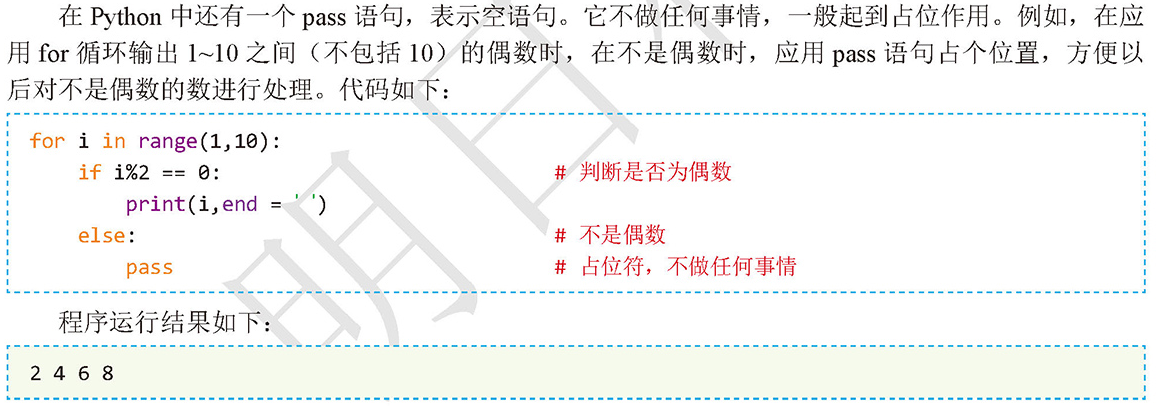 在 Python 中还有一个 pass 语句，表示空语句。它不做任何事情，一般起到占位作用。例如，在应
用 for 循环输出 1~10 之间（不包括 10）的偶数时，在不是偶数时，应用 pass 语句占个位置，方便以
后对不是偶数的数进行处理。代码如下：
for i in range(1,10):
    if i%2 == 0:                    # 判断是否为偶数
        print(i,end = ' ')
    else:                           # 不是偶数
        pass                        # 占位符，不做任何事情
程序运行结果如下：
2 4 6 8
明日